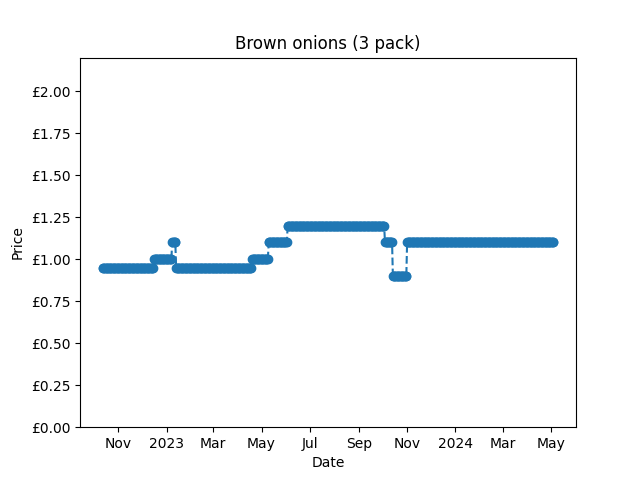 Brown onions (3 pack)
£2.00
£1.75
£1.50
£1.25
£1.00
£0.75
£0.50
£0.25
£0.00
Price
Nov 2023 Mar May Jul Sep Nov 2024 Mar May
Date